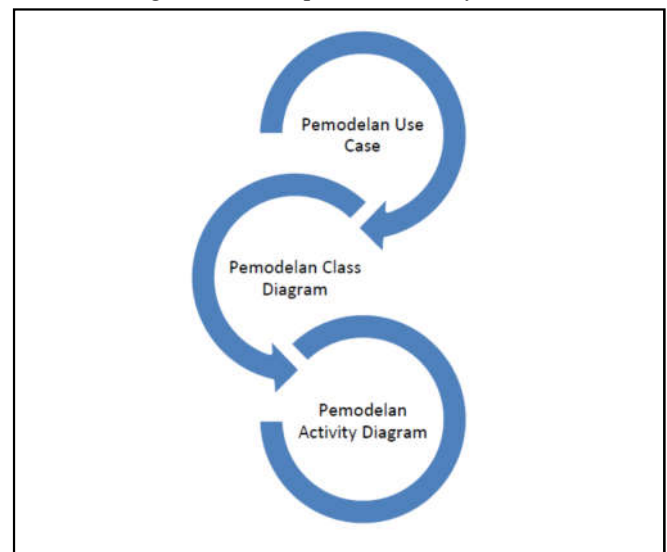 Pemodelan Use
Case
Pemodelan Class
Diagram
Pemodelan
Activity Diagram